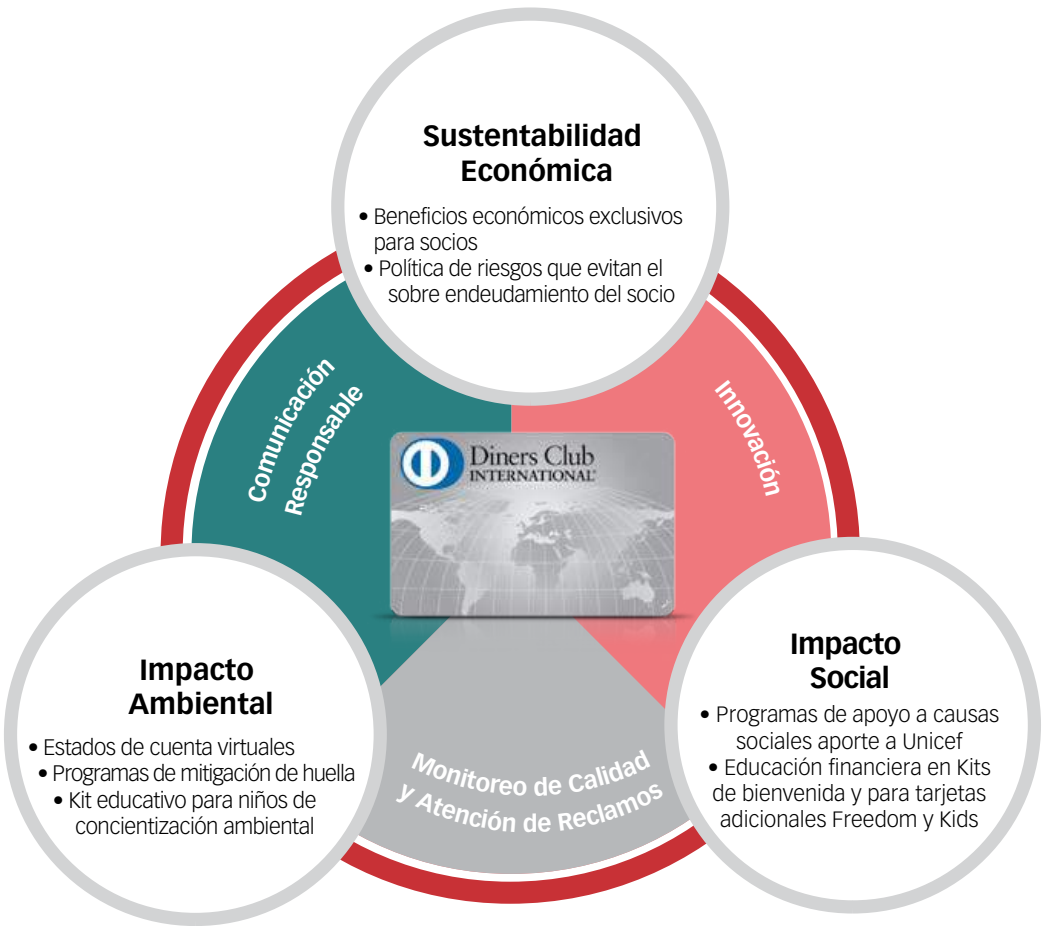 Sustentabilidad
Económica
• Beneficios económicos exclusivos
para socios
• Política de riesgos que evitan el
sobre endeudamiento del socio
Comunicación
Responsable
Innovación
Diners Club
INTERNATIONAL
Impacto
Ambiental
• Estados de cuenta virtuales
• Programas de mitigación de huella
• Kit educativo para niños de
concientización ambiental
Impacto
Social
• Programas de apoyo a causas
sociales aporte a Unicef
• Educación financiera en Kits
de bienvenida y para tarjetas
adicionales Freedom y Kids
Monitoreo de Calidad
y Atención de Reclamos